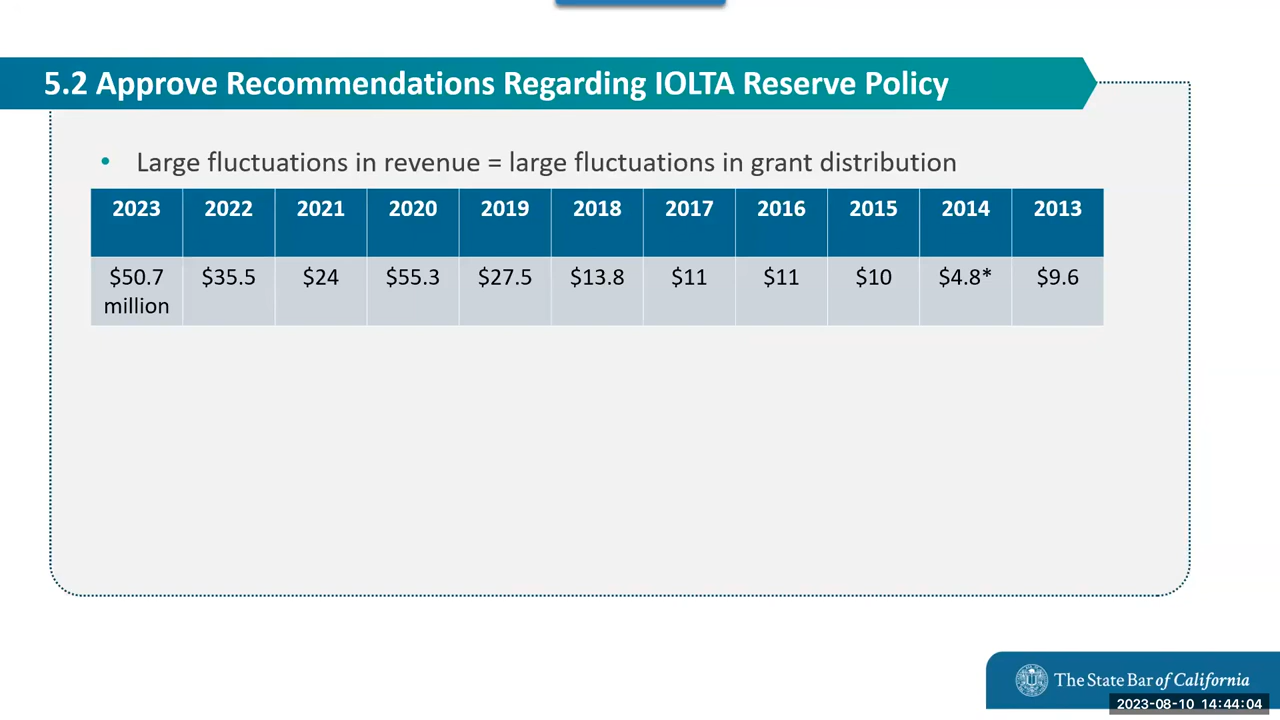 5.2 Approve Recommendations Regarding IOLTA Reserve Policy
• Large fluctuations in revenue = large fluctuations in grant distribution
2023 2022 2021 2020 2019 2018 2017 2016 2015 2014 2013
$50.7 $35.5 $24 $55.3 $27.5 $13.8 $11 $11 $10 $4.8* $9.6
million
The State Bar of California
2023-08-10 14:44:04